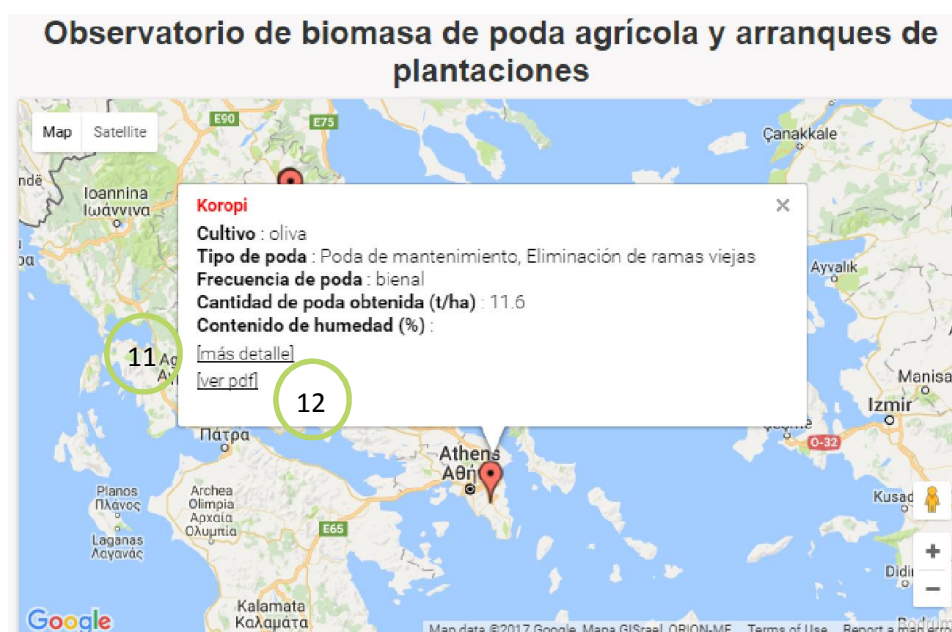 Observatorio de biomasa de poda agrícola y arranques de
plantaciones
Map Satellite
E90
E75
Çanakkale
Ioannina
Ιωάννινα
Koropi
×
Cultivo : oliva
Tipo de poda : Poda de mantenimiento, Eliminación de ramas viejas
Frecuencia de poda : bienal
Cantidad de poda obtenida (t/ha) : 11.6
Contenido de humedad (%) :
[más detalle]
[ver pdf]
11
12
Ayvalık
Manisa
Izmir
O-32
Πάτρα
Athens
Planos
Πλάνος
Laganas
Λαγανάς
Archea
Olimpia
Αρχαία
Ολυμπία
E65
Kalamata
Καλαμάτα
+
−
Google
Map data ©2017 Google, Mapa GISrael, ORION-ME Terms of Use Report a map error